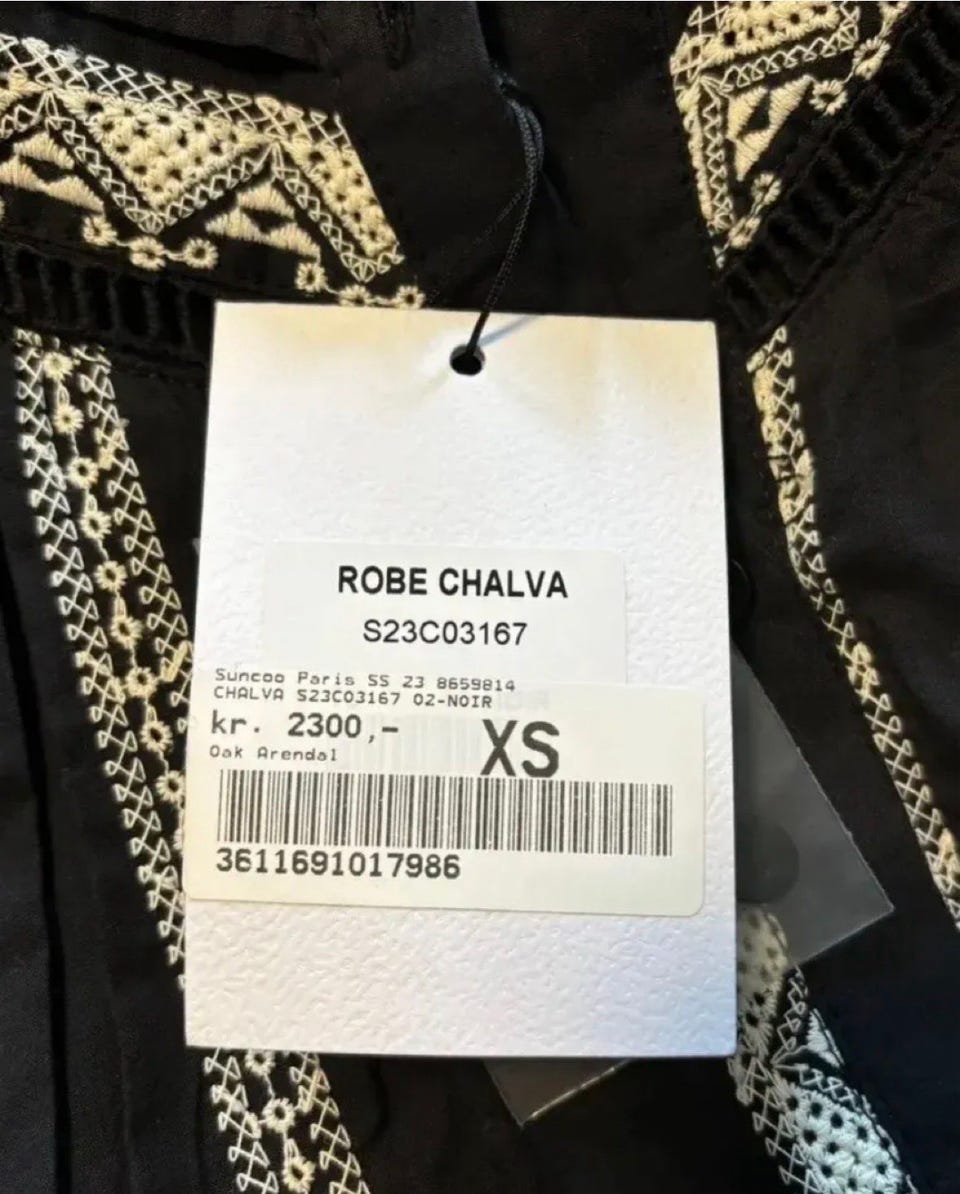 ROBE CHALVA
S23C03167
Suncoo Paris SS 23 8659814
CHALVA S23C03167 02-NOIR
kr. 2300,- XS
Oak Arendal
3611691017986